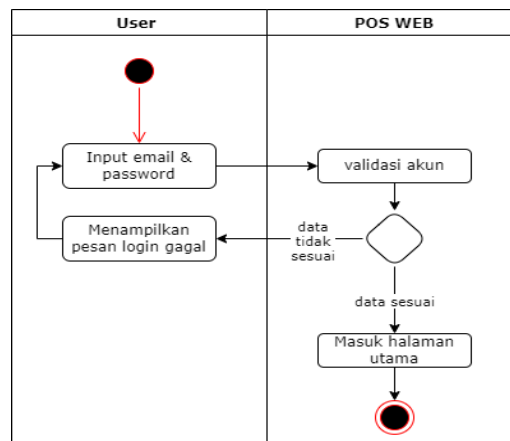 User
POS WEB
Input email &
password
validasi akun
Menampilkan
pesan login gagal
data
tidak
sesuai
data sesuai
Masuk halaman
utama